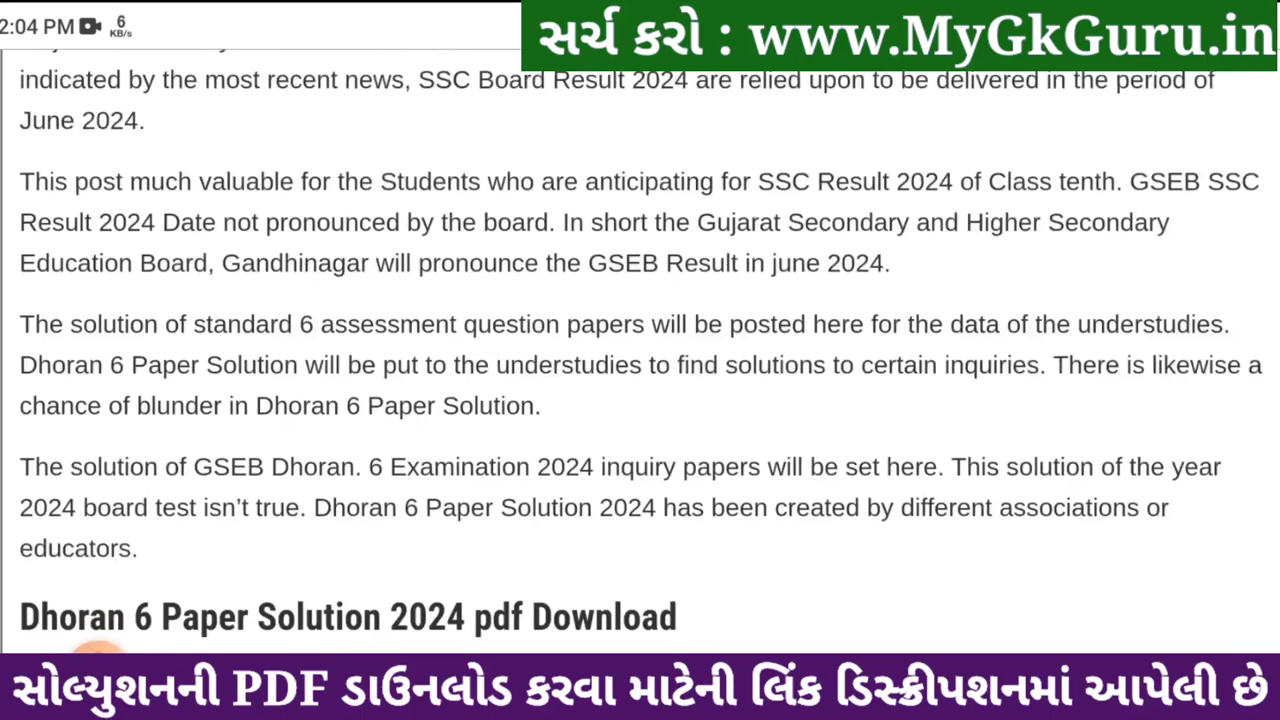 2:04 PM 6 KB/s
સર્ચ કરો : www.MyGkGuru.in
indicated by the most recent news, SSC Board Result 2024 are relied upon to be delivered in the period of
June 2024.
This post much valuable for the Students who are anticipating for SSC Result 2024 of Class tenth. GSEB SSC
Result 2024 Date not pronounced by the board. In short the Gujarat Secondary and Higher Secondary
Education Board, Gandhinagar will pronounce the GSEB Result in june 2024.
The solution of standard 6 assessment question papers will be posted here for the data of the understudies.
Dhoran 6 Paper Solution will be put to the understudies to find solutions to certain inquiries. There is likewise a
chance of blunder in Dhoran 6 Paper Solution.
The solution of GSEB Dhoran. 6 Examination 2024 inquiry papers will be set here. This solution of the year
2024 board test isn’t true. Dhoran 6 Paper Solution 2024 has been created by different associations or
educators.
Dhoran 6 Paper Solution 2024 pdf Download
સોલ્યુશનની PDF ડાઉનલોડ કરવા માટેની લિંક ડિસ્ક્રીપશનમાં આપેલી છે